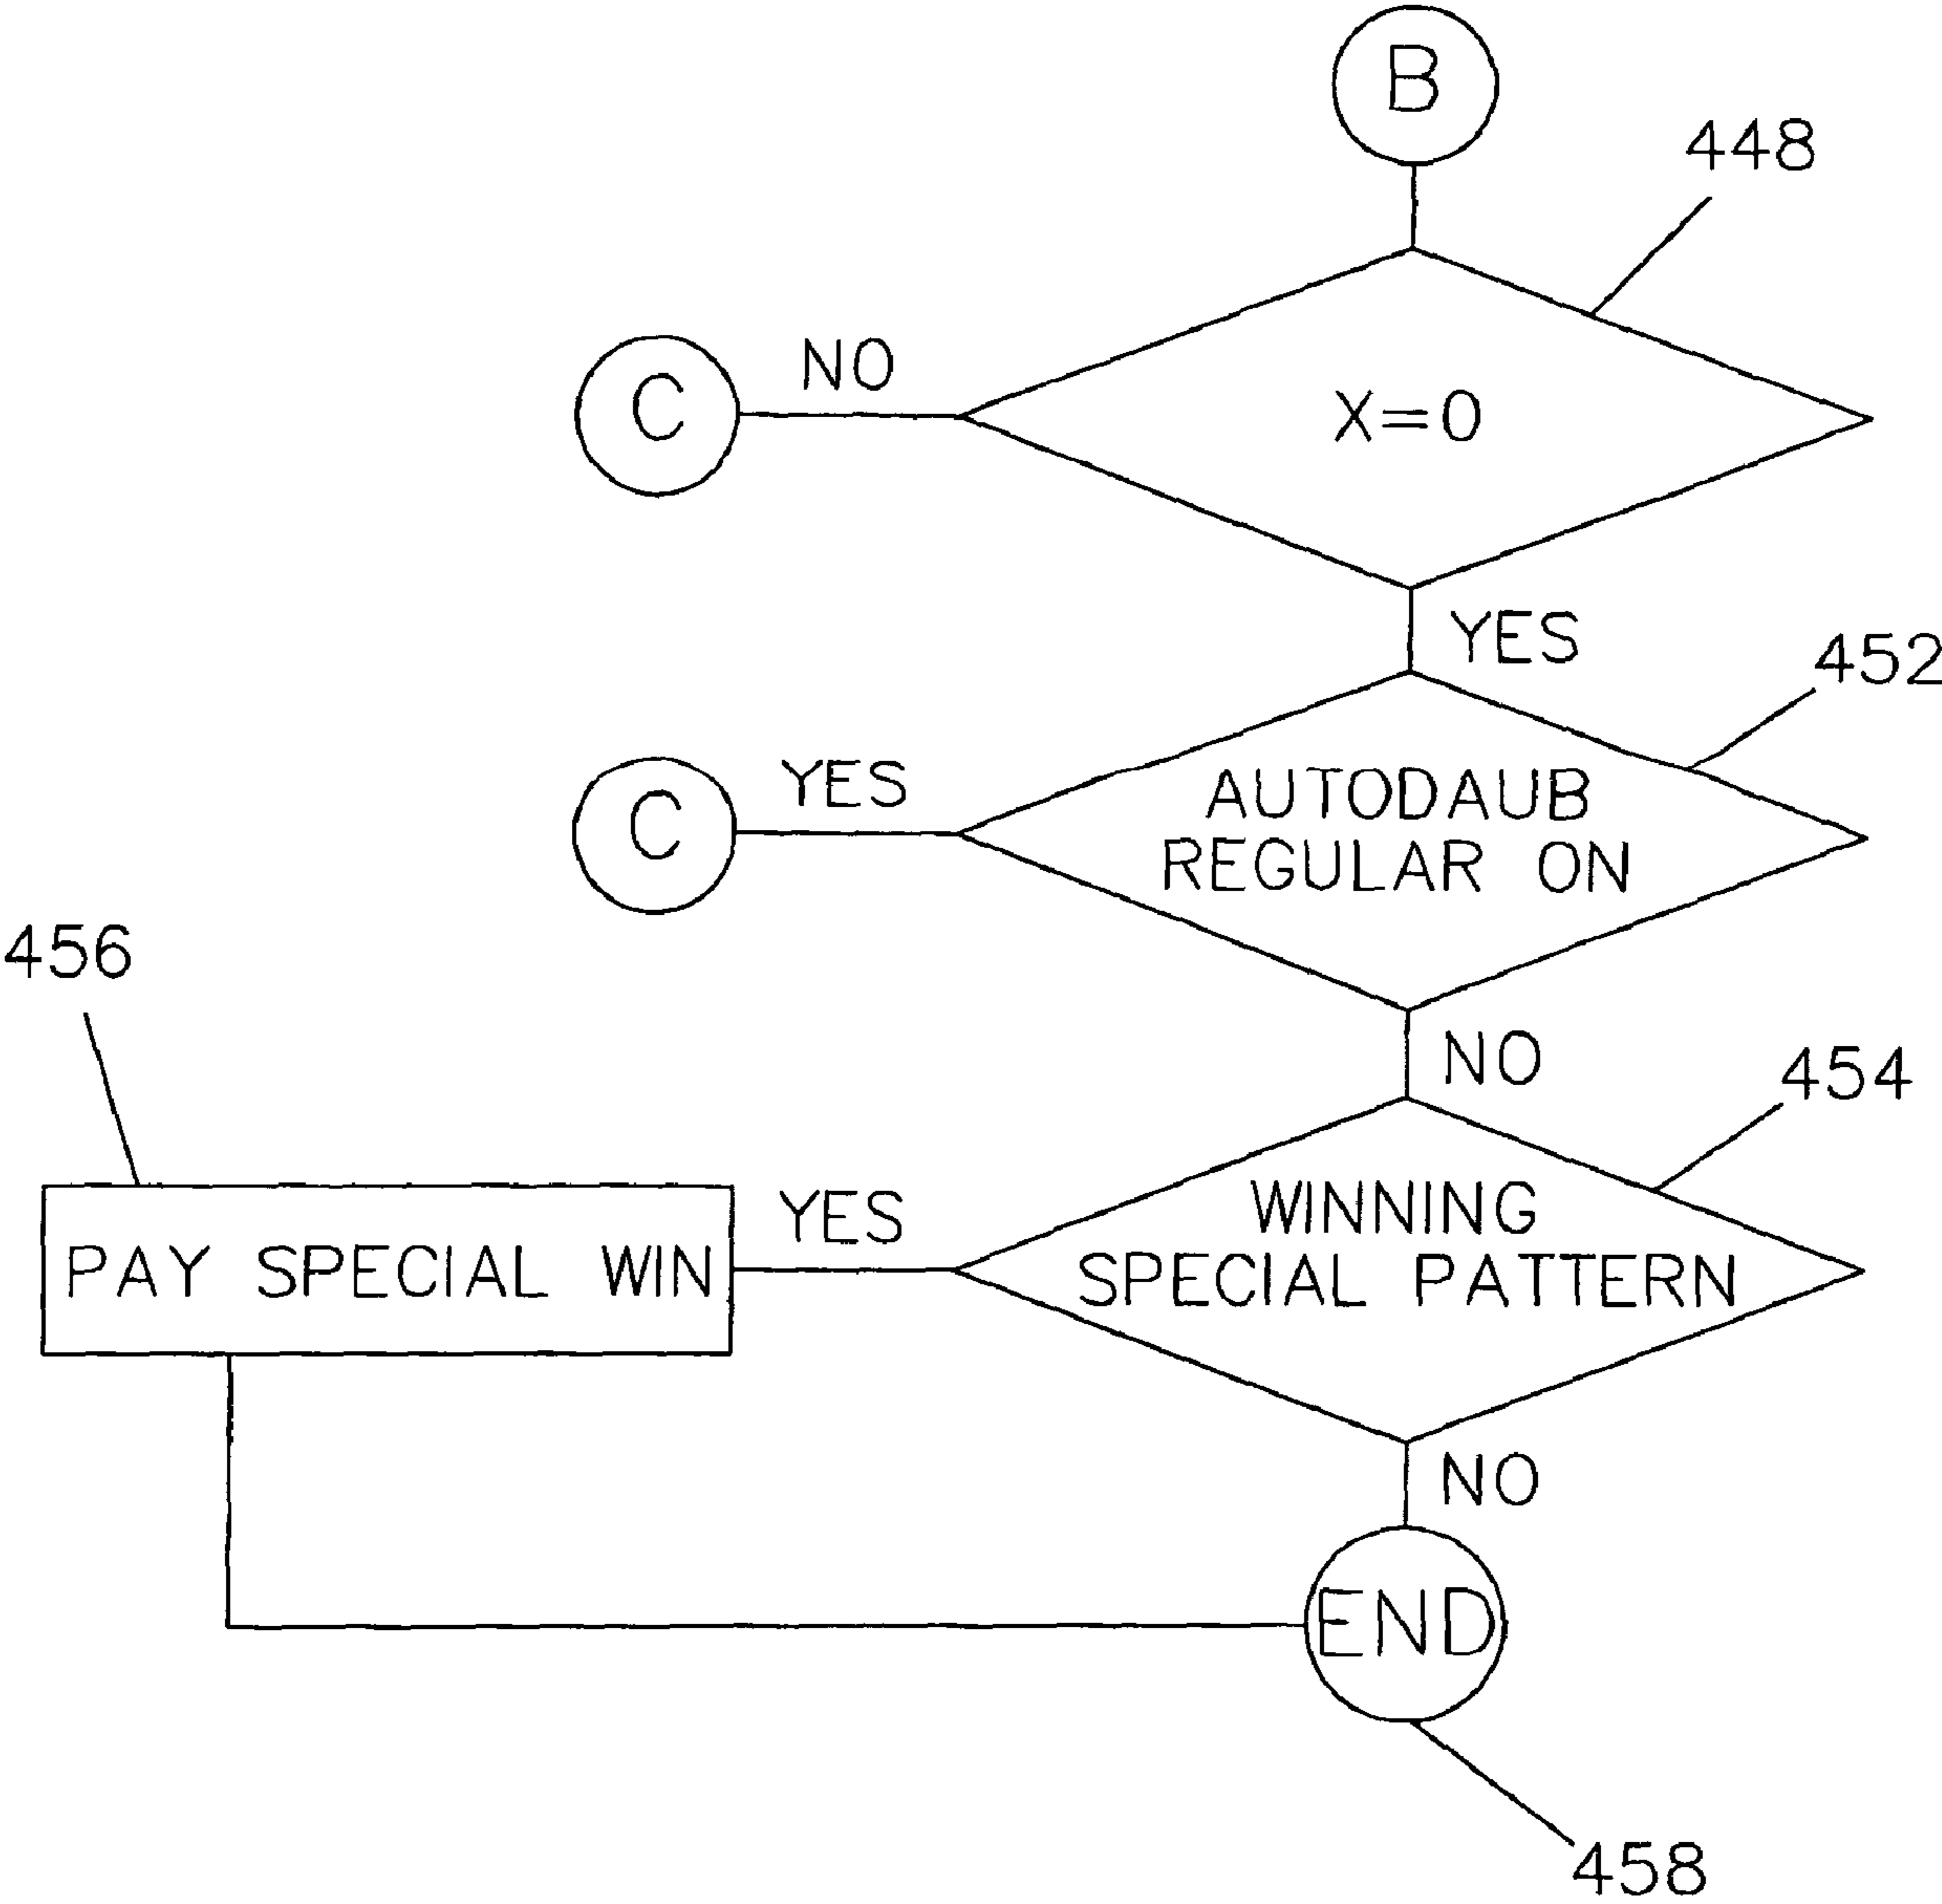 B
448
C
NO
X=0
YES
452
C
YES
AUTODAUB
REGULAR ON
456
NO
454
PAY SPECIAL WIN
YES
WINNING
SPECIAL PATTERN
NO
END
458